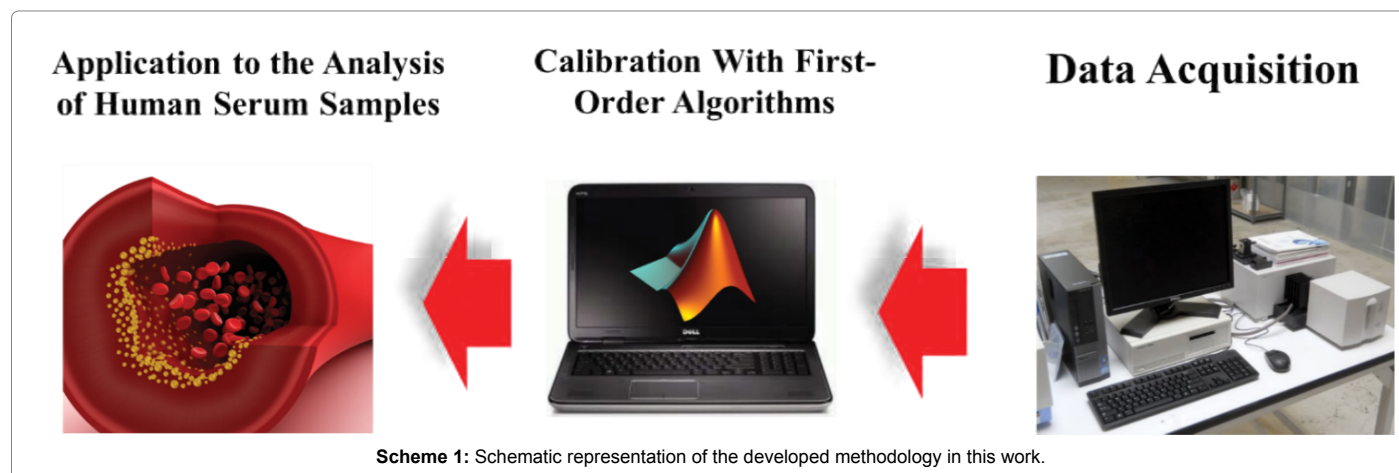 Application to the Analysis
of Human Serum Samples
Calibration With First-
Order Algorithms
Data Acquisition
DELL
Scheme 1: Schematic representation of the developed methodology in this work.